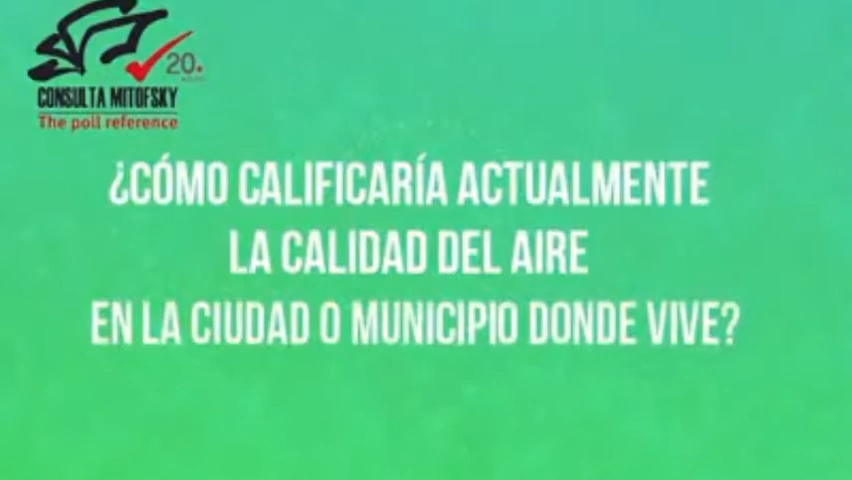 20
CONSULTA MITOFSKY
The poll reference
¿CÓMO CALIFICARÍA ACTUALMENTE
LA CALIDAD DEL AIRE
EN LA CIUDAD O MUNICIPIO DONDE VIVE?